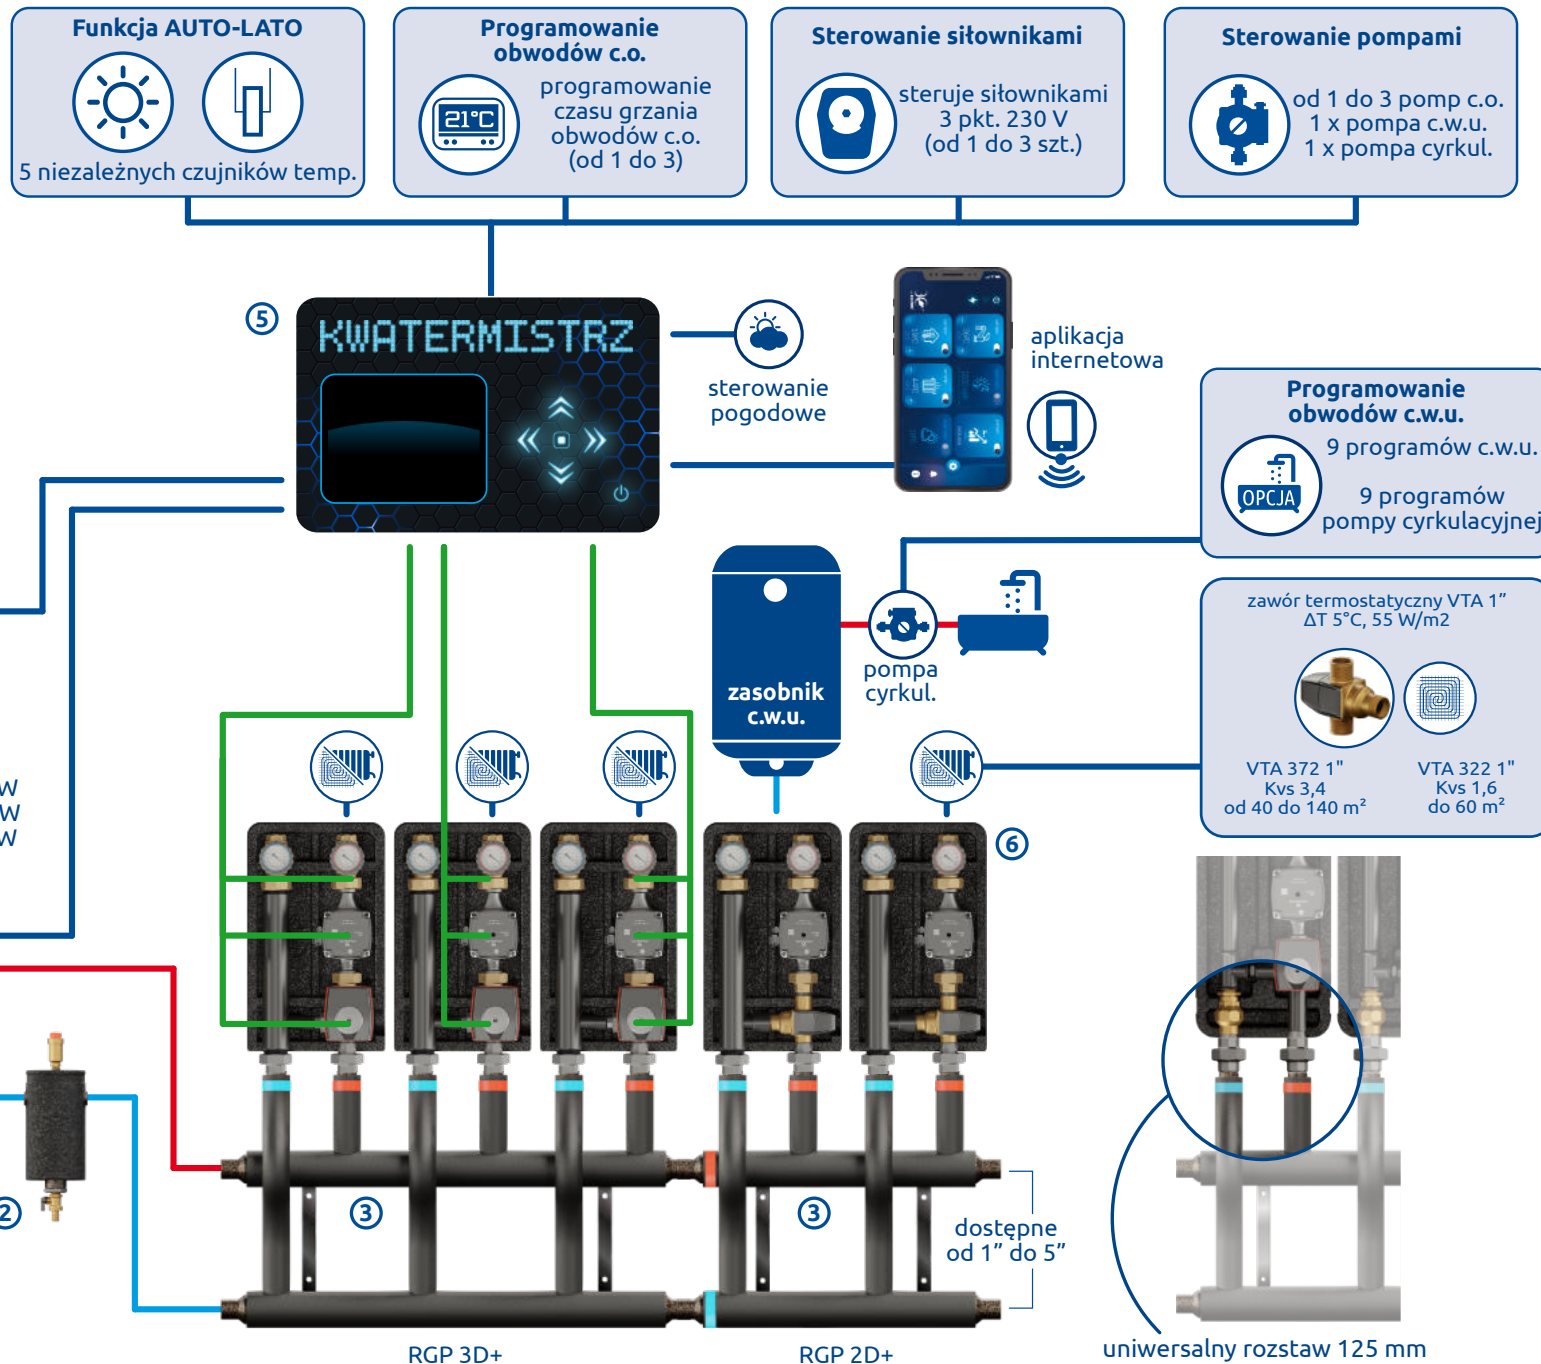 Funkcja AUTO-LATO
5 niezależnych czujników temp.
Programowanie
obwodów c.o.
21°C
programowanie
czasu grzania
obwodów c.o.
(od 1 do 3)
Sterowanie siłownikami
steruje siłownikami
3 pkt. 230 V
(od 1 do 3 szt.)
Sterowanie pompami
od 1 do 3 pomp c.o.
1 x pompa c.w.u.
1 x pompa cyrkul.
5
KWATERMISTRZ
sterowanie
pogodowe
aplikacja
internetowa
Programowanie
obwodów c.w.u.
OPCJA
9 programów c.w.u.
9 programów
pompy cyrkulacyjnej
zasobnik
c.w.u.
pompa
cyrkul.
zawór termostatyczny VTA 1”
ΔT 5°C, 55 W/m2
VTA 372 1"
Kvs 3,4
od 40 do 140 m²
VTA 322 1"
Kvs 1,6
do 60 m²
W
W
W
6
2
3
3
dostępne
od 1” do 5”
RGP 3D+
RGP 2D+
uniwersalny rozstaw 125 mm